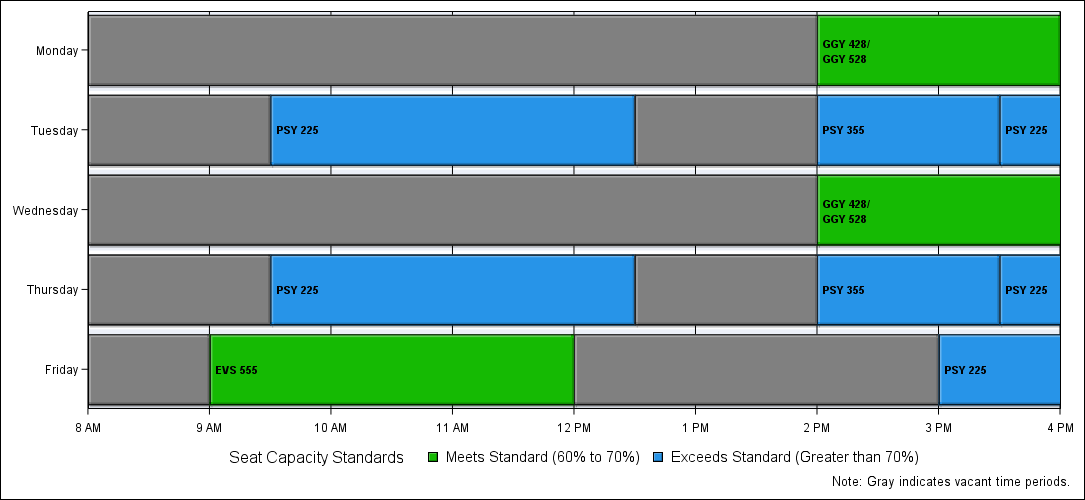 Monday
GGY 428/
GGY 528
Tuesday
PSY 225
PSY 355
PSY 225
Wednesday
GGY 428/
GGY 528
Thursday
PSY 225
PSY 355
PSY 225
Friday
EVS 555
PSY 225
8 AM 9 AM 10 AM 11 AM 12 PM 1 PM 2 PM 3 PM 4 PM
Seat Capacity Standards Meets Standard (60% to 70%) Exceeds Standard (Greater than 70%)
Note: Gray indicates vacant time periods.